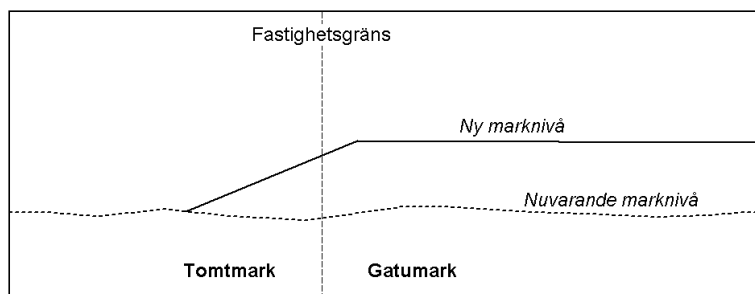 Fastighetsgräns
Ny marknivå
Nuvarande marknivå
Tomtmark
Gatumark